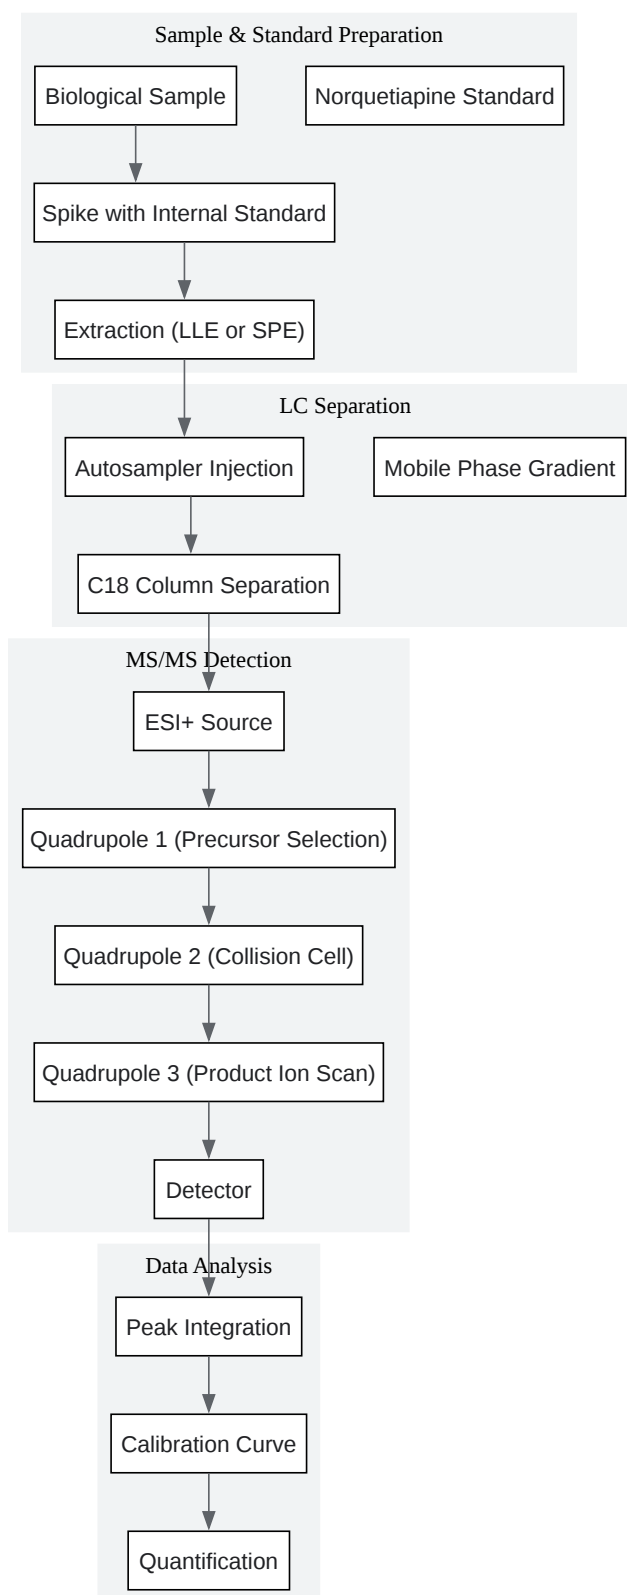 Sample & Standard Preparation
Biological Sample
Norquetiapine Standard
Spike with Internal Standard
Extraction (LLE or SPE)
LC Separation
Autosampler Injection
Mobile Phase Gradient
C18 Column Separation
MS/MS Detection
ESI+ Source
Quadrupole 1 (Precursor Selection)
Quadrupole 2 (Collision Cell)
Quadrupole 3 (Product Ion Scan)
Detector
Data Analysis
Peak Integration
Calibration Curve
Quantification